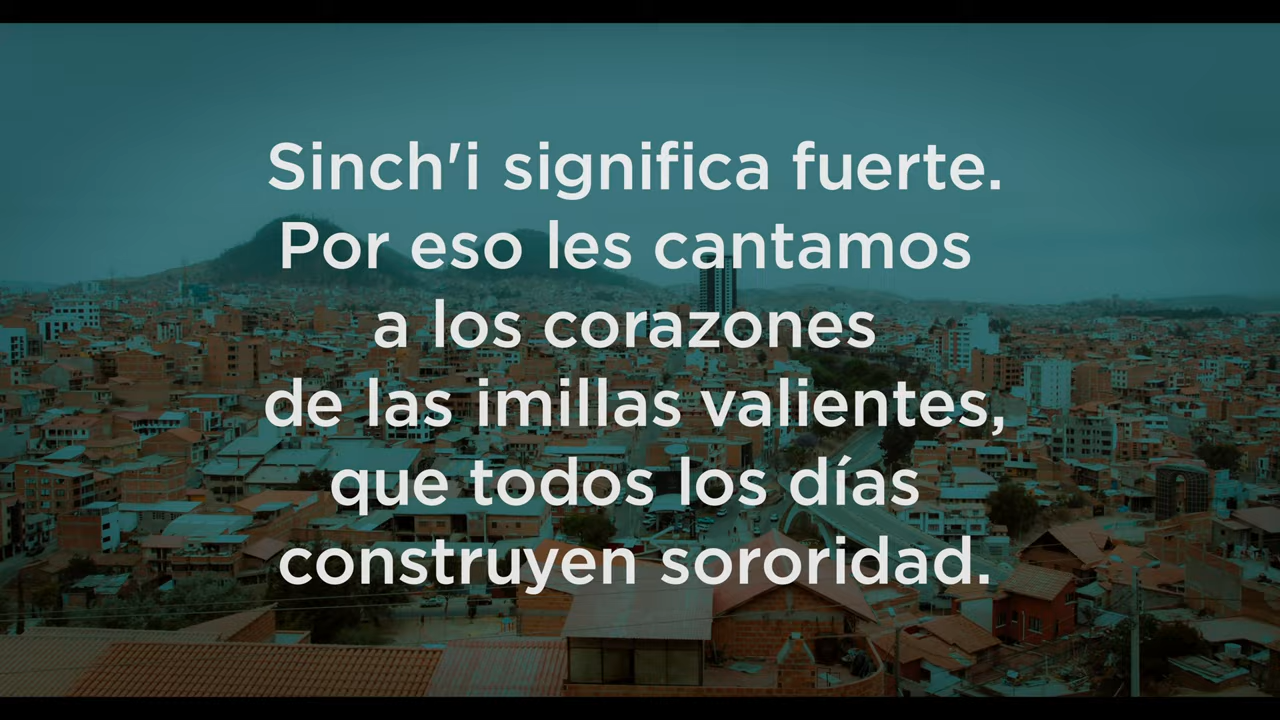 Sinch'i significa fuerte.
Por eso les cantamos
a los corazones
de las imillas valientes,
que todos los días
construyen sororidad.